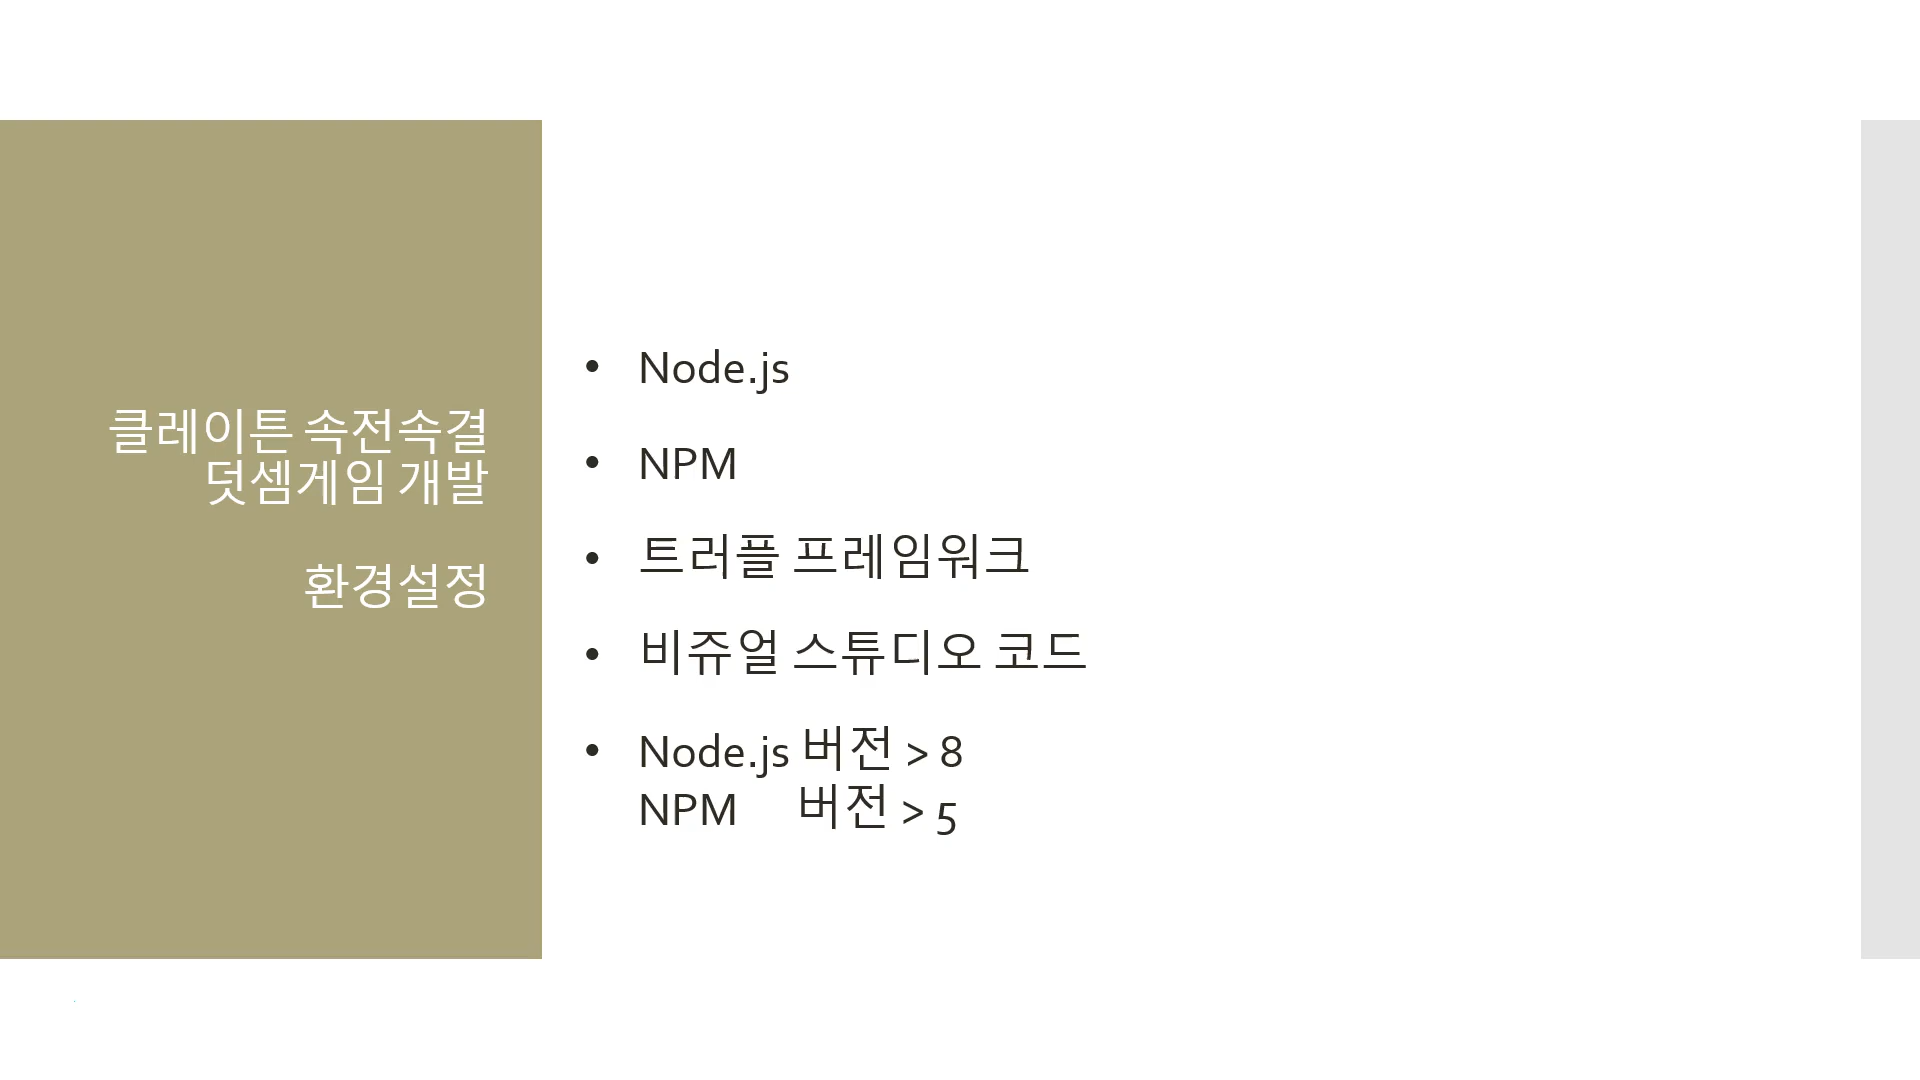 클레이튼 속전속결
덧셈게임 개발
환경설정
• Node.js
• NPM
• 트러플 프레임워크
• 비쥬얼 스튜디오 코드
• Node.js 버전 > 8
NPM 버전 > 5